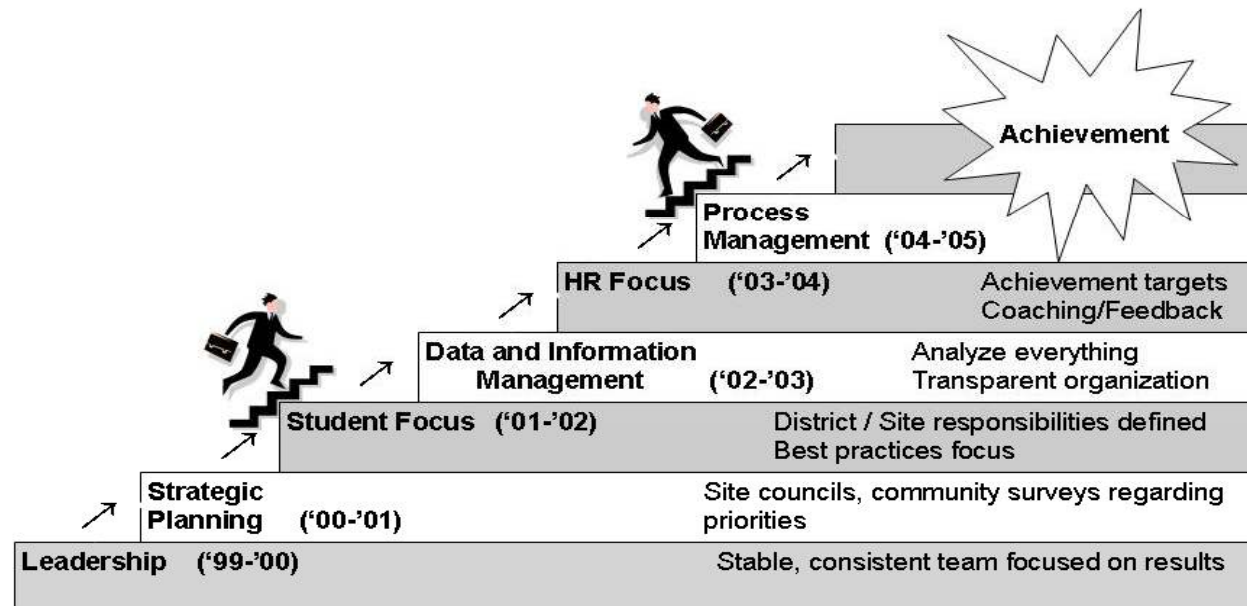 Achievement
Process
Management (‘04-’05)
HR Focus (‘03-’04) Achievement targets
Coaching/Feedback
Data and Information Analyze everything
Management (‘02-’03) Transparent organization
Student Focus (‘01-’02) District / Site responsibilities defined
Best practices focus
Strategic Site councils, community surveys regarding
Planning (‘00-’01) priorities
Leadership (‘99-’00) Stable, consistent team focused on results